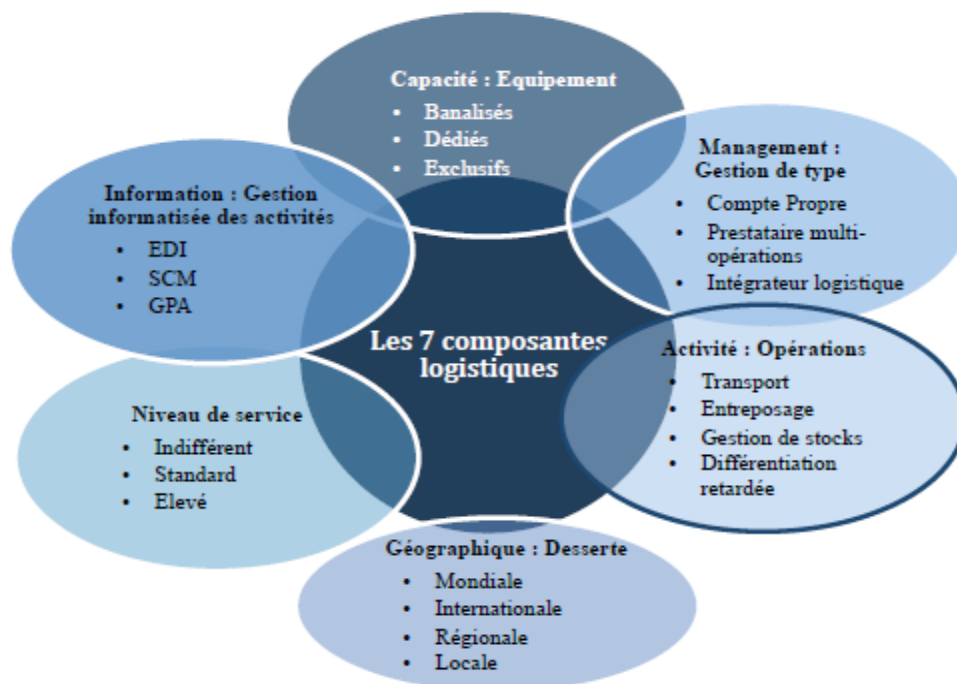 Capacité : Equipement
• Banalisés
• Dédiés
• Exclusifs
Management :
Gestion de type
• Compte Propre
• Prestataire multi-
opérations
• Intégrateur logistique
Information : Gestion
informatisée des activités
• EDI
• SCM
• GPA
Les 7 composantes
logistiques
Activité : Opérations
• Transport
• Entreposage
• Gestion de stocks
• Différentiation
retardée
Niveau de service
• Indifférent
• Standard
• Elevé
Géographique : Desserte
• Mondiale
• Internationale
• Régionale
• Locale